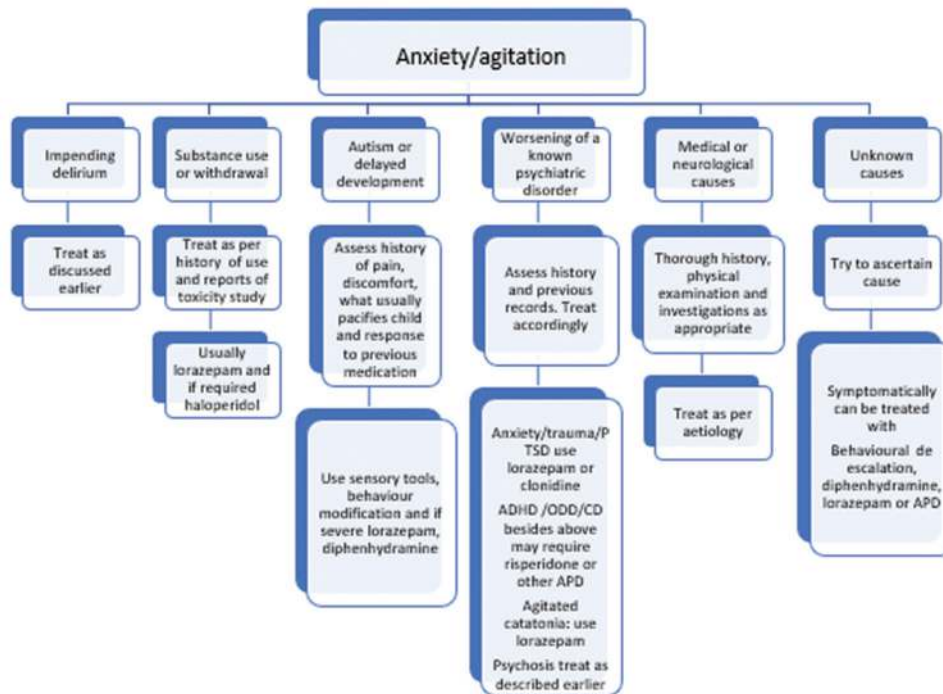 Anxiety/agitation
Impending
delirium
Treat as
discussed
earlier
Substance use
or withdrawal
Treat as per
history of use
and reports of
toxicity study
Usually
lorazepam and
if required
haloperidol
Autism or
delayed
development
Assess history
of pain,
discomfort,
what usually
pacifies child
and response
to previous
medication
Use sensory tools,
behaviour
modification and if
severe lorazepam,
diphenhydramine
Worsening of a
known
psychiatric
disorder
Assess history
and previous
records. Treat
accordingly
Anxiety/trauma/P
TSD use
lorazepam or
clonidine
ADHD /ODD/CD
besides above
may require
risperidone or
other APD
Agitated
catatonia: use
lorazepam
Psychosis treat as
described earlier
Medical or
neurological
causes
Thorough history,
physical
examination and
investigations as
appropriate
Treat as per
aetiology
Unknown
causes
Try to ascertain
cause
Symptomatically
can be treated
with
Behavioural de
escalation,
diphenhydramine,
lorazepam or APD